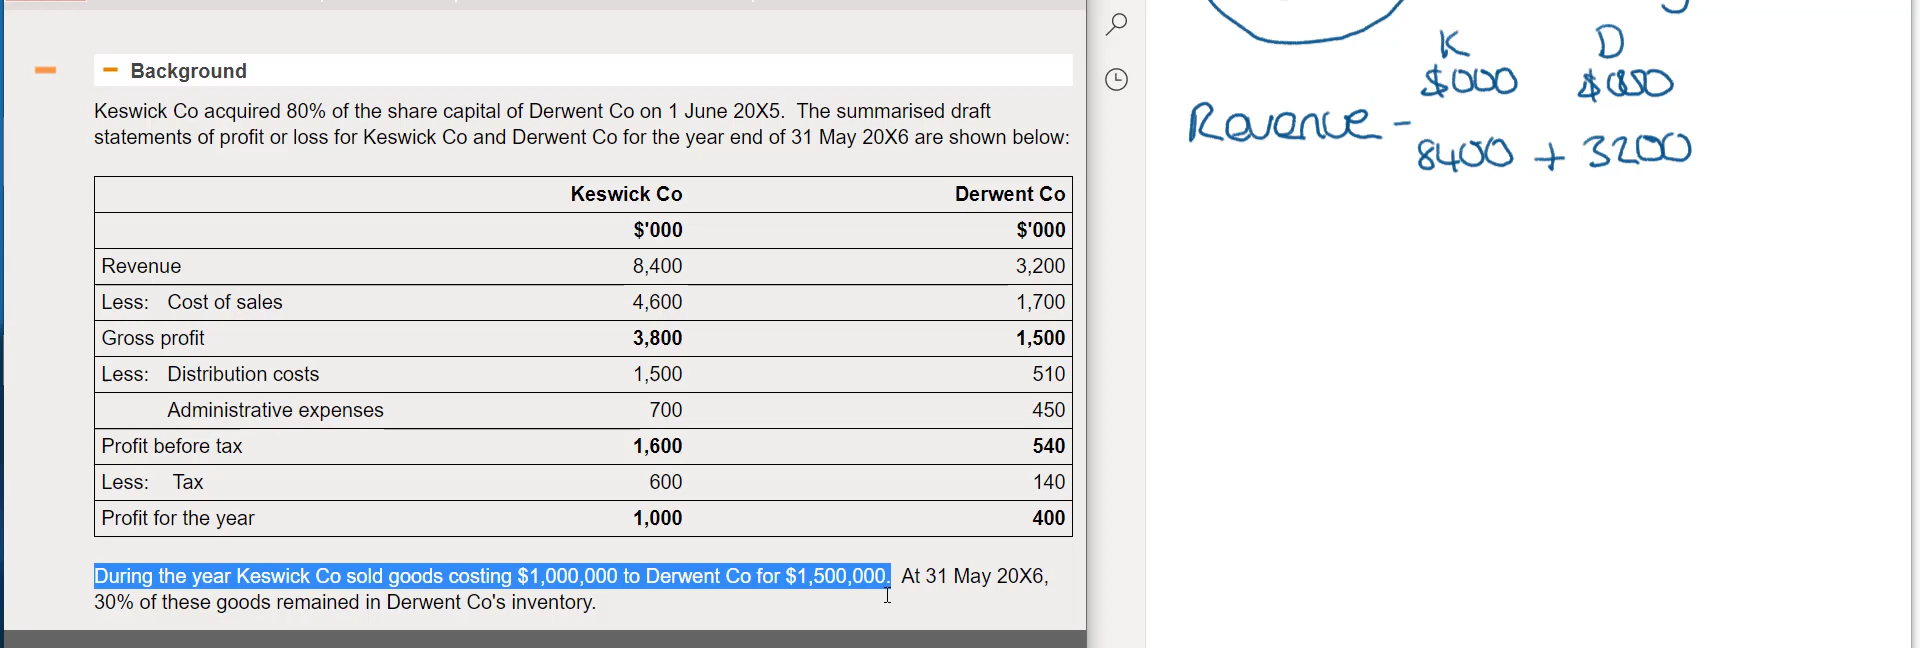 Background
Keswick Co acquired 80% of the share capital of Derwent Co on 1 June 20X5. The summarised draft
statements of profit or loss for Keswick Co and Derwent Co for the year end of 31 May 20X6 are shown below:
Keswick Co Derwent Co
$'000 $'000
Revenue 8,400 3,200
Less: Cost of sales 4,600 1,700
Gross profit 3,800 1,500
Less: Distribution costs 1,500 510
Administrative expenses 700 450
Profit before tax 1,600 540
Less: Tax 600 140
Profit for the year 1,000 400
During the year Keswick Co sold goods costing $1,000,000 to Derwent Co for $1,500,000. At 31 May 20X6,
30% of these goods remained in Derwent Co's inventory.
K D
$000 $000
Revenue -
8400 + 3200